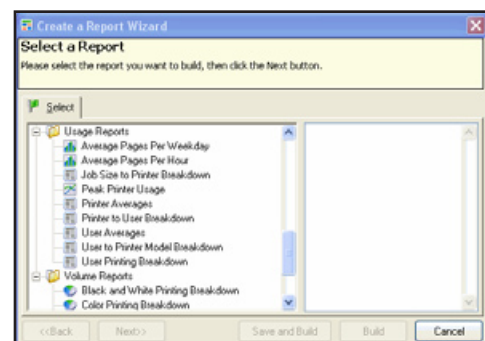 Create a Report Wizard
Select a Report
Please select the report you want to build, then click the Next button.
Select
Usage Reports
Average Pages Per Weekday
Average Pages Per Hour
Job Size to Printer Breakdown
Peak Printer Usage
Printer Averages
Printer to User Breakdown
User Averages
User to Printer Model Breakdown
User Printing Breakdown
Volume Reports
Black and White Printing Breakdown
Color Printing Breakdown
<<Back Next>> Save and Build Build Cancel